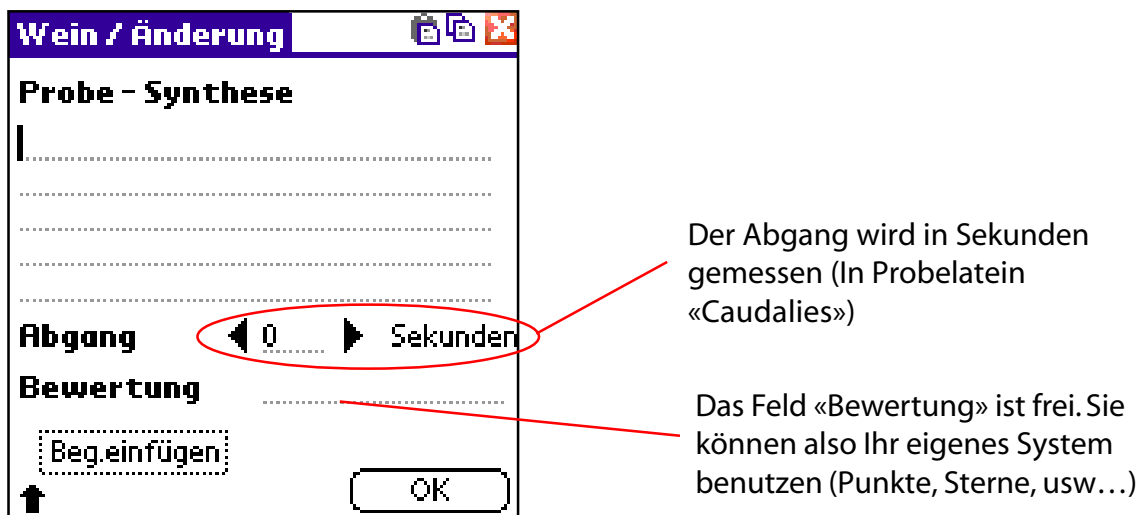 Wein / Änderung
Probe - Synthese
Abgang 0 Sekunden
Bewertung
Beg.einfügen
OK
Der Abgang wird in Sekunden
gemessen (In Probelatein
«Caudalies»)
Das Feld «Bewertung» ist frei. Sie
können also Ihr eigenes System
benutzen (Punkte, Sterne, usw…)